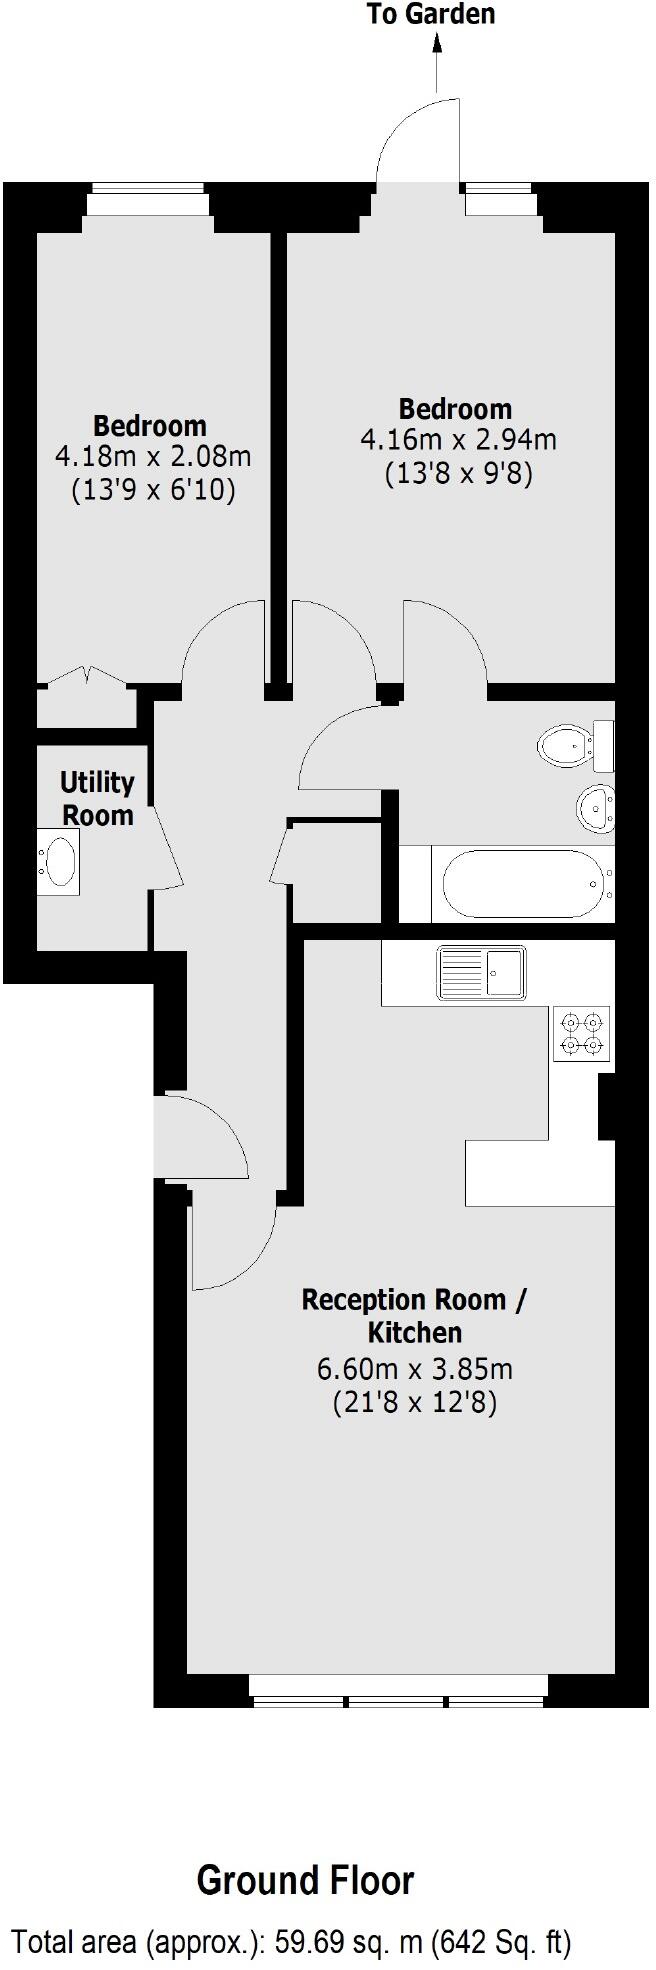 To Garden
Bedroom
4.18m x 2.08m
(13'9 x 6'10)
Bedroom
4.16m x 2.94m
(13'8 x 9'8)
Utility
Room
Reception Room /
Kitchen
6.60m x 3.85m
(21'8 x 12'8)
Ground Floor
Total area (approx.): 59.69 sq. m (642 Sq. ft)